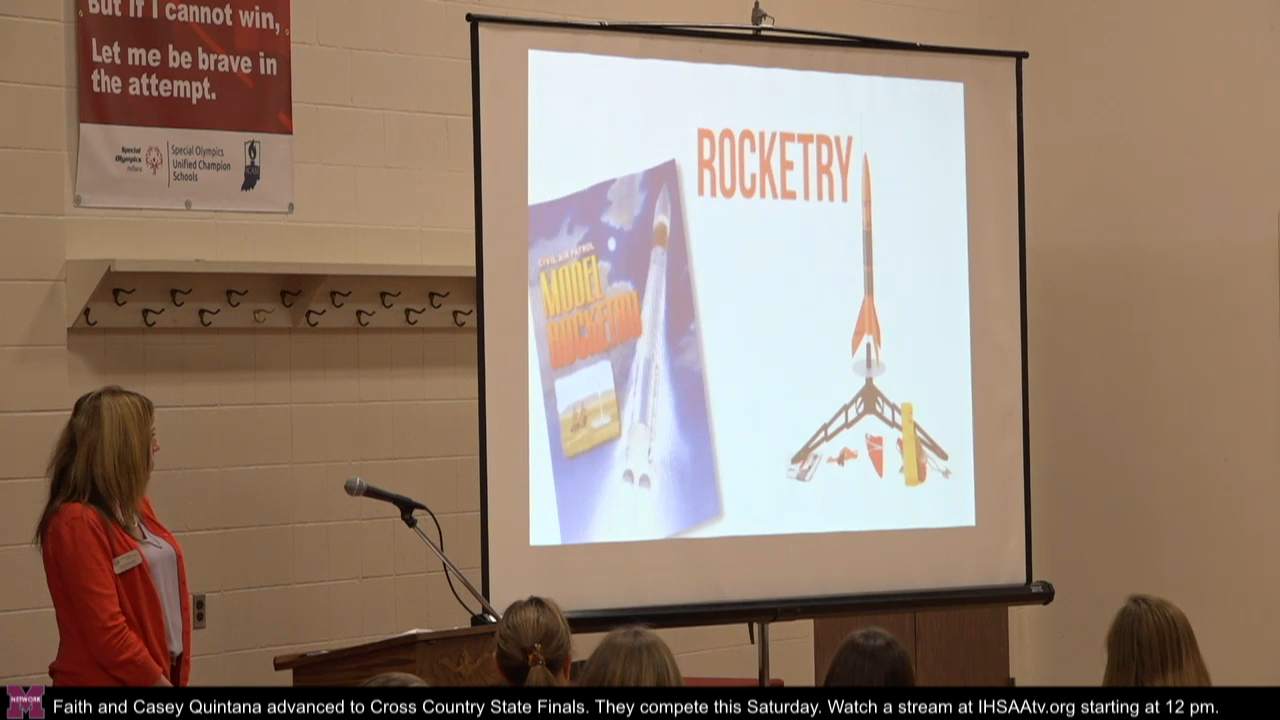 But if I cannot win,
Let me be brave in
the attempt.
Special
Olympics
Indiana
Special Olympics
Unified Champion
Schools
ROCKETRY
CIVIL AIR PATROL
MODEL
ROCKETRY
NETWORK
Faith and Casey Quintana advanced to Cross Country State Finals. They compete this Saturday. Watch a stream at IHSAAtv.org starting at 12 pm.